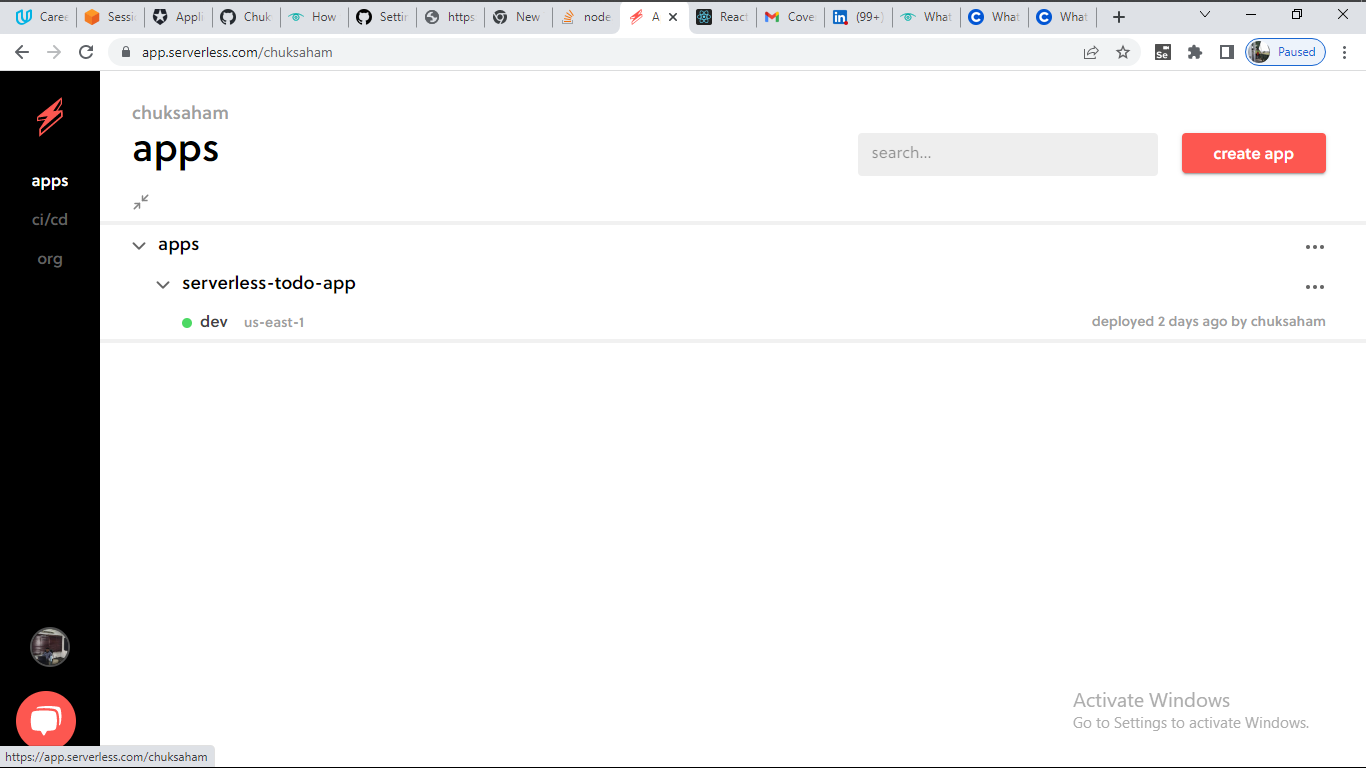 Caree
Sessi
Appli
Chuk
How
Settin
https
New
node
A
React
Cove
(99+)
What
What
What
app.serverless.com/chuksaham
Se
Paused
chuksaham
apps
search...
create app
apps
ci/cd
org
apps
serverless-todo-app
dev us-east-1 deployed 2 days ago by chuksaham
Activate Windows
Go to Settings to activate Windows.
https://app.serverless.com/chuksaham